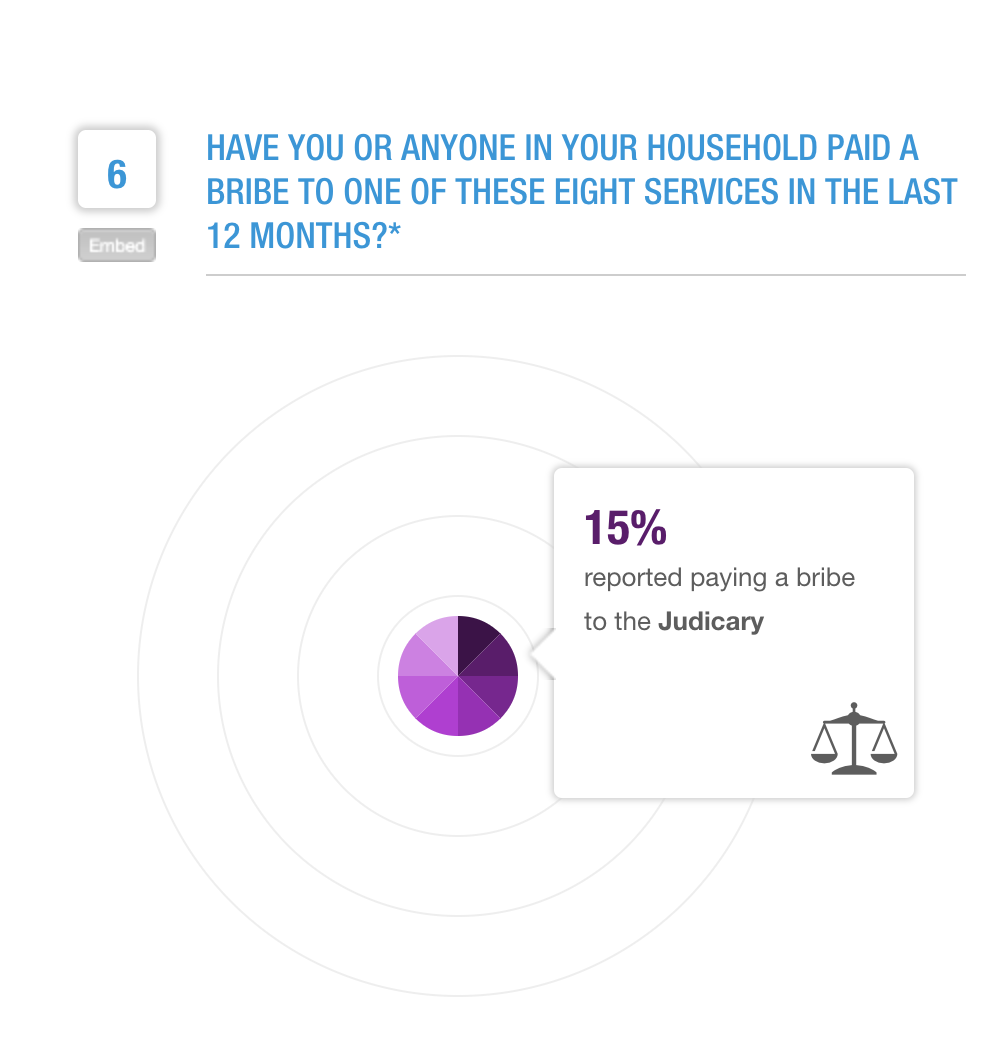 6
HAVE YOU OR ANYONE IN YOUR HOUSEHOLD PAID A
BRIBE TO ONE OF THESE EIGHT SERVICES IN THE LAST
12 MONTHS?*
Embed
15%
reported paying a bribe
to the Judicary